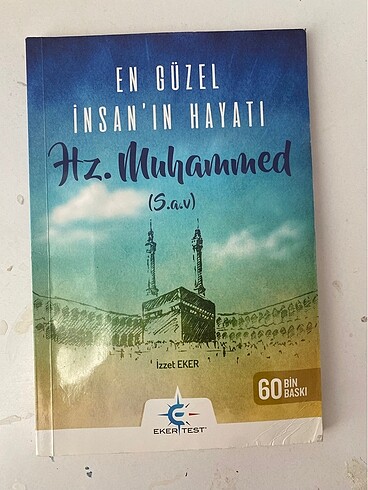 EN GÜZEL
İNSAN'IN HAYATI
Hz. Muhammed
(S.a.v)
İzzet EKER
60 BİN
BASKI
EKER TEST